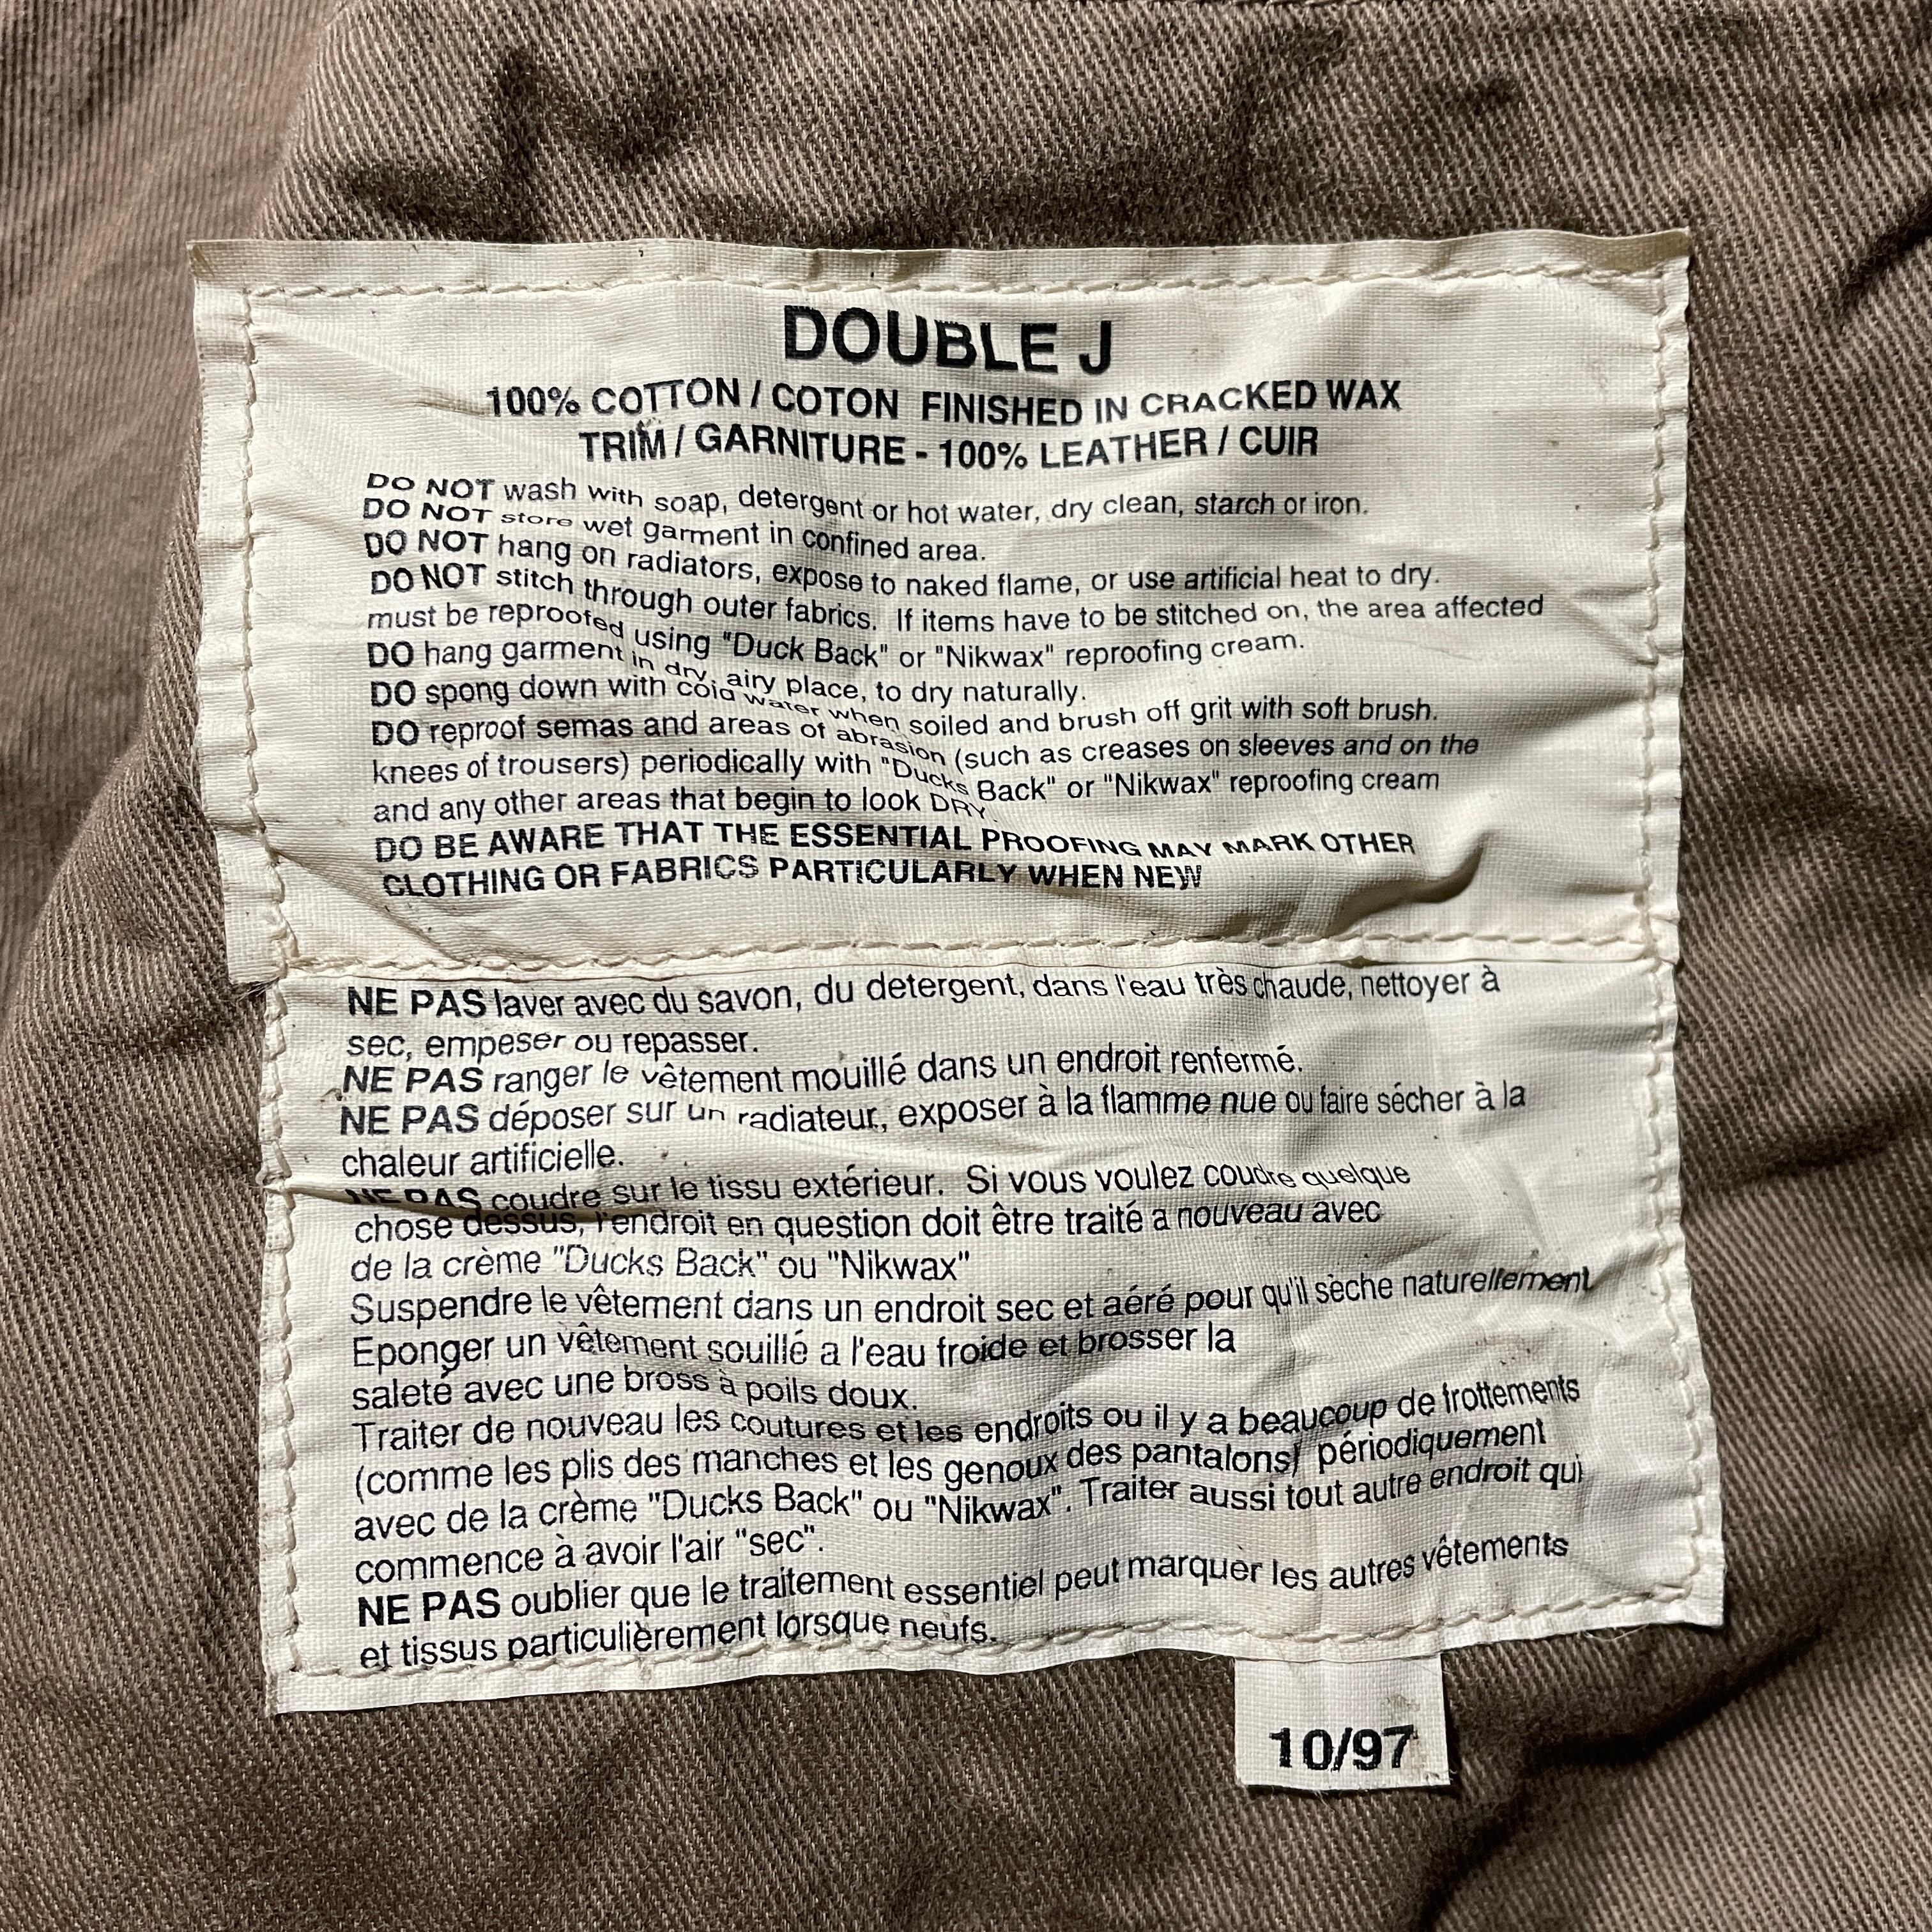 DOUBLE J
100% COTTON / COTON FINISHED IN CRACKED WAX
TRIM / GARNITURE - 100% LEATHER / CUIR
DO NOT wash with soap, detergent or hot water, dry clean, starch or iron.
DO NOT store wet garment in confined area.
DO NOT hang on radiators, expose to naked flame, or use artificial heat to dry.
DO NOT stitch through outer fabrics. If items have to be stitched on, the area affected
must be reproofed using "Duck Back" or "Nikwax" reproofing cream.
DO hang garment in dry, airy place, to dry naturally.
DO spong down with cold water when soiled and brush off grit with soft brush.
DO reproof semas and areas of abrasion (such as creases on sleeves and on the
knees of trousers) periodically with "Ducks Back" or "Nikwax" reproofing cream
and any other areas that begin to look DRY.
DO BE AWARE THAT THE ESSENTIAL PROOFING MAY MARK OTHER
CLOTHING OR FABRICS PARTICULARLY WHEN NEW
NE PAS laver avec du savon, du detergent, dans l'eau très chaude, nettoyer à
sec, empeser ou repasser.
NE PAS ranger le vêtement mouillé dans un endroit renfermé.
NE PAS déposer sur un radiateur, exposer à la flamme nue ou faire sécher à la
chaleur artificielle.
NE PAS coudre sur le tissu extérieur. Si vous voulez coudre quelque
chose dessus, l'endroit en question doit être traité a nouveau avec
de la crème "Ducks Back" ou "Nikwax"
Suspendre le vêtement dans un endroit sec et aéré pour qu'il sèche naturellement
Eponger un vêtement souillé a l'eau froide et brosser la
saleté avec une bross à poils doux.
Traiter de nouveau les coutures et les endroits ou il y a beaucoup de frottements
(comme les plis des manches et les genoux des pantalons) périodiquement
avec de la crème "Ducks Back" ou "Nikwax". Traiter aussi tout autre endroit qui
commence à avoir l'air "sec".
NE PAS oublier que le traitement essentiel peut marquer les autres vêtements
et tissus particulièrement lorsque neufs.
10/97